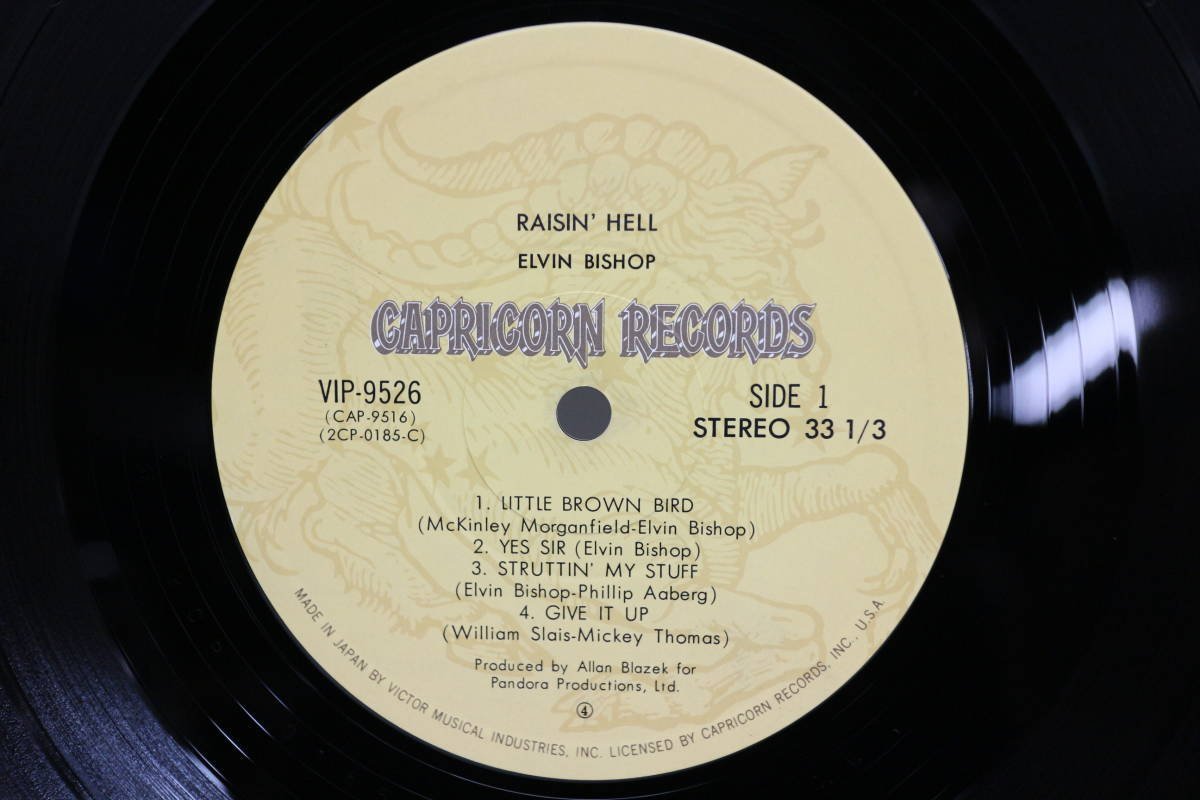 RAISIN' HELL
ELVIN BISHOP
CAPRICORN RECORDS
VIP-9526
(CAP-9516)
(2CP-0185-C)
SIDE 1
STEREO 33 1/3
1. LITTLE BROWN BIRD
(McKinley Morganfield-Elvin Bishop)
2. YES SIR (Elvin Bishop)
3. STRUTTIN' MY STUFF
(Elvin Bishop-Phillip Aaberg)
4. GIVE IT UP
(William Slais-Mickey Thomas)
Produced by Allan Blazek for
Pandora Productions, Ltd.
④
MADE IN JAPAN BY VICTOR MUSICAL INDUSTRIES, INC. LICENSED BY CAPRICORN RECORDS, INC., U.S.A.